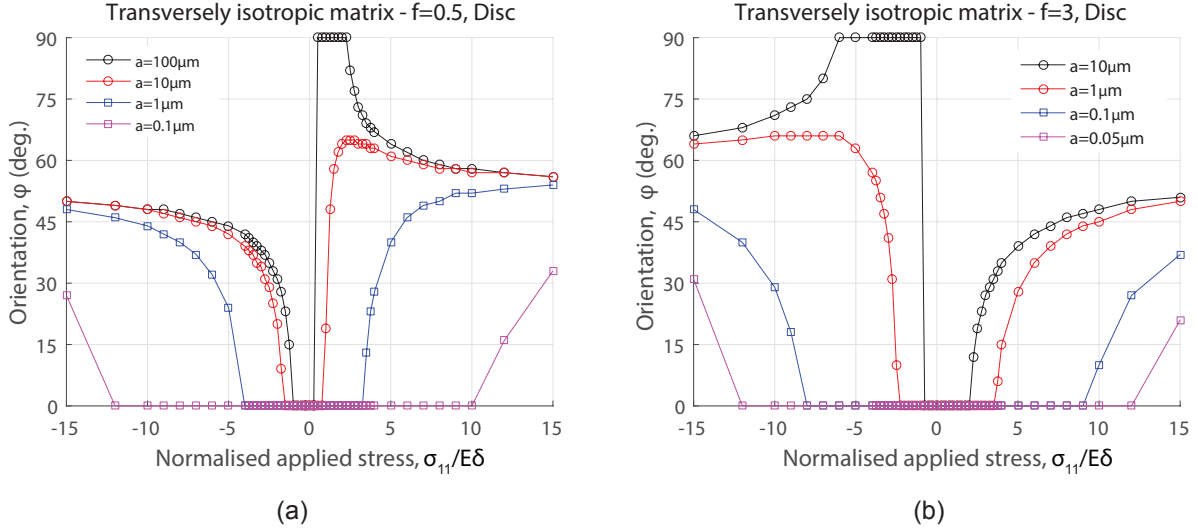 Transversely isotropic matrix - f=0.5, Disc
Orientation, φ (deg.)
90
75
60
45
30
15
0
a=100μm
a=10μm
a=1μm
a=0.1μm
-15 -10 -5 0 5 10 15
Normalised applied stress, σ11/Eδ
(a)
Transversely isotropic matrix - f=3, Disc
Orientation, φ (deg.)
90
75
60
45
30
15
0
a=10μm
a=1μm
a=0.1μm
a=0.05μm
-15 -10 -5 0 5 10 15
Normalised applied stress, σ11/Eδ
(b)